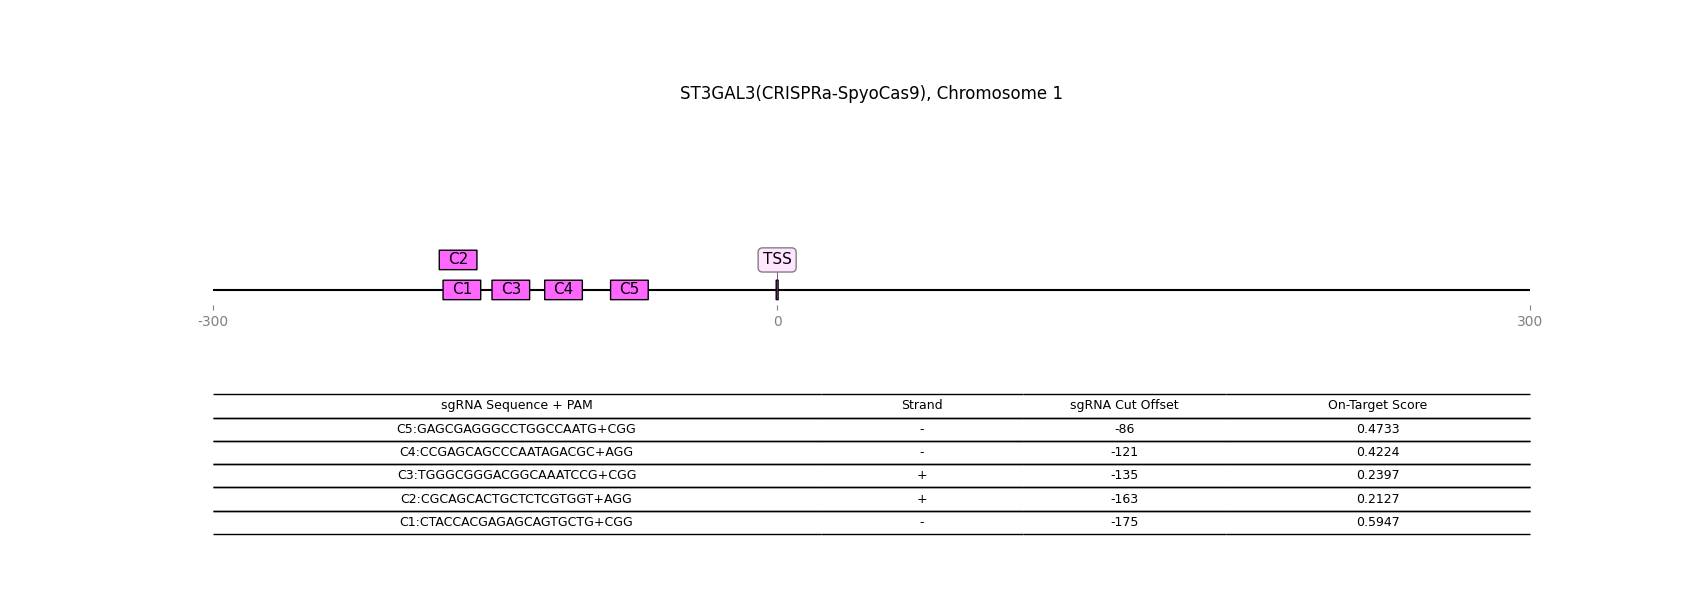 ST3GAL3(CRISPRa-SpyoCas9), Chromosome 1
C2 TSS
C1 C3 C4 C5
-300 0 300
sgRNA Sequence + PAM Strand sgRNA Cut Offset On-Target Score
C5:GAGCGAGGGCCTGGCCAATG+CGG - -86 0.4733
C4:CCGAGCAGCCCAATAGACGC+AGG - -121 0.4224
C3:TGGGCGGGACGGCAAATCCG+CGG + -135 0.2397
C2:CGCAGCACTGCTCTCGTGGT+AGG + -163 0.2127
C1:CTACCACGAGAGCAGTGCTG+CGG - -175 0.5947